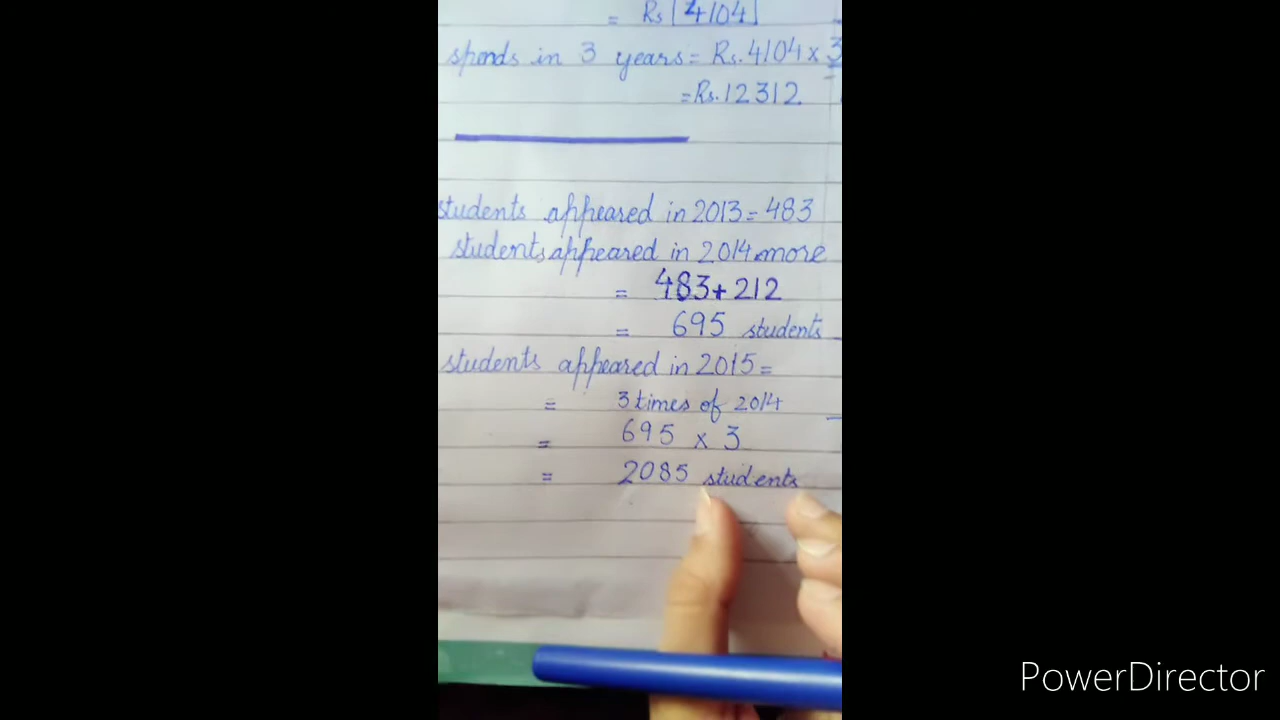 = Rs [4104]
spends in 3 years = Rs. 4104 × 3
= Rs. 12312
students appeared in 2013 = 483
students appeared in 2014 more
= 483 + 212
= 695 students
students appeared in 2015 =
= 3 times of 2014
= 695 × 3
= 2085 students
PowerDirector